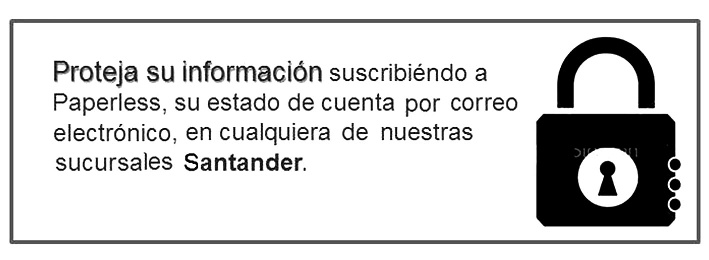 Proteja su información suscribiéndo a
Paperless, su estado de cuenta por correo
electrónico, en cualquiera de nuestras
sucursales Santander.